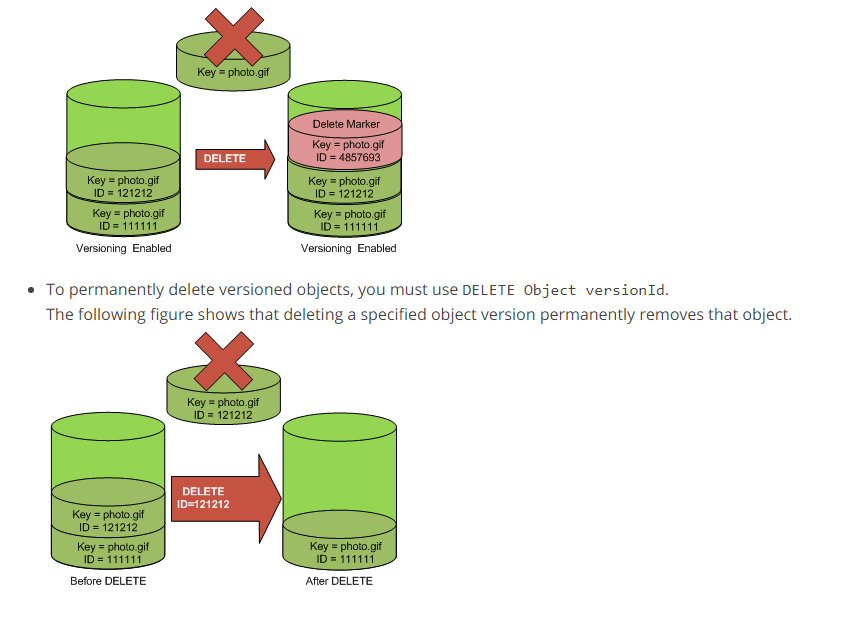 Key = photo.gif
Delete Marker
Key = photo.gif
ID = 4857693
DELETE
Key = photo.gif
ID = 121212
Key = photo.gif
ID = 121212
Key = photo.gif
ID = 111111
Key = photo.gif
ID = 111111
Versioning Enabled
Versioning Enabled
• To permanently delete versioned objects, you must use DELETE Object versionId.
The following figure shows that deleting a specified object version permanently removes that object.
Key = photo.gif
ID = 121212
DELETE
ID=121212
Key = photo.gif
ID = 121212
Key = photo.gif
ID = 111111
Key = photo.gif
ID = 111111
Before DELETE
After DELETE